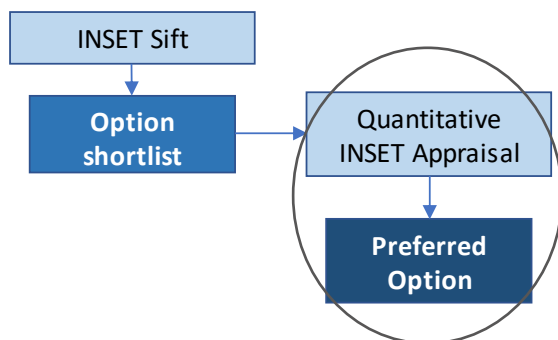 INSET Sift
Option
shortlist
Quantitative
INSET Appraisal
Preferred
Option